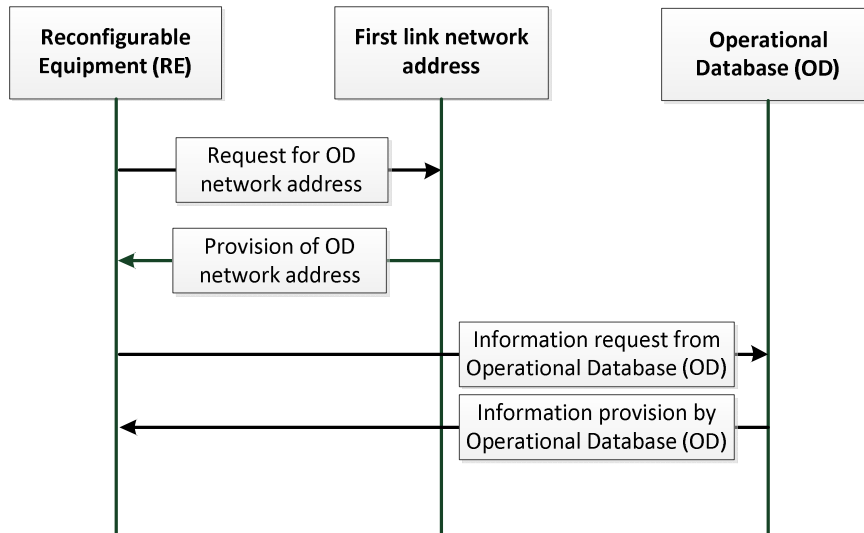 Reconfigurable
Equipment (RE)
First link network
address
Operational
Database (OD)
Request for OD
network address
Provision of OD
network address
Information request from
Operational Database (OD)
Information provision by
Operational Database (OD)